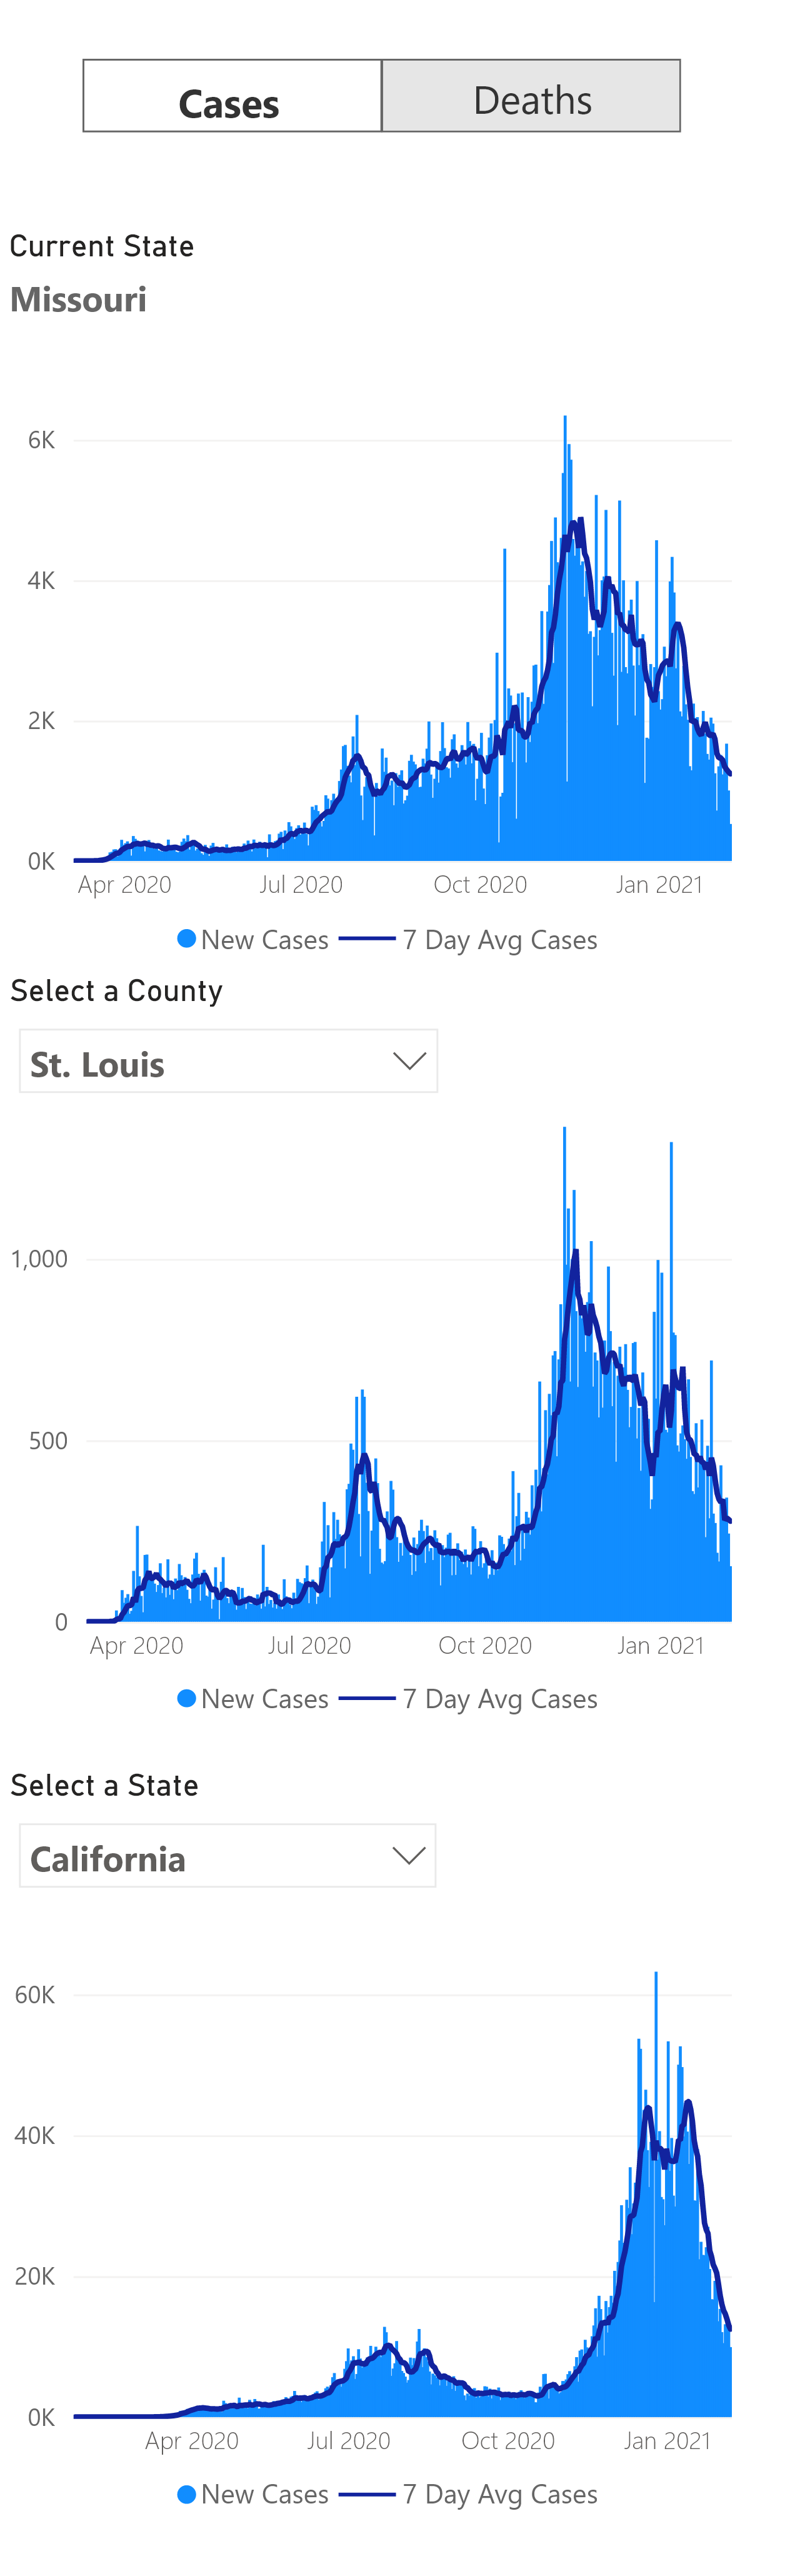 Cases Deaths
Current State
Missouri
6K
4K
2K
0K
Apr 2020 Jul 2020 Oct 2020 Jan 2021
New Cases 7 Day Avg Cases
Select a County
St. Louis
1,000
500
0
Apr 2020 Jul 2020 Oct 2020 Jan 2021
New Cases 7 Day Avg Cases
Select a State
California
60K
40K
20K
0K
Apr 2020 Jul 2020 Oct 2020 Jan 2021
New Cases 7 Day Avg Cases